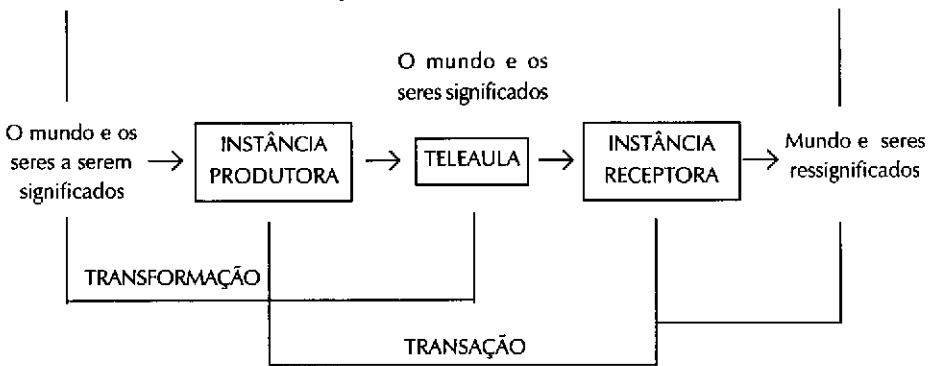 O mundo e os
seres significados
O mundo e os
seres a serem
significados
INSTÂNCIA
PRODUTORA
TELEAULA
INSTÂNCIA
RECEPTORA
Mundo e seres
ressignificados
TRANSFORMAÇÃO
TRANSAÇÃO